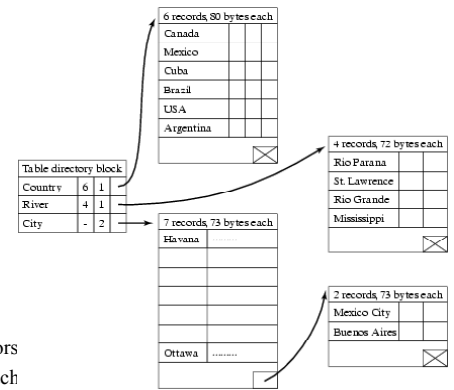 6 records, 80 bytes each
Canada
Mexico
Cuba
Brazil
USA
Argentina
4 records, 72 bytes each
Rio Parana
St. Lawrence
Rio Grande
Mississippi
Table directory block
Country 6 1
River 4 1
City - 2
7 records, 73 bytes each
Havana ........
Ottawa .........
2 records, 73 bytes each
Mexico City
Buenos Aires
ors
ch